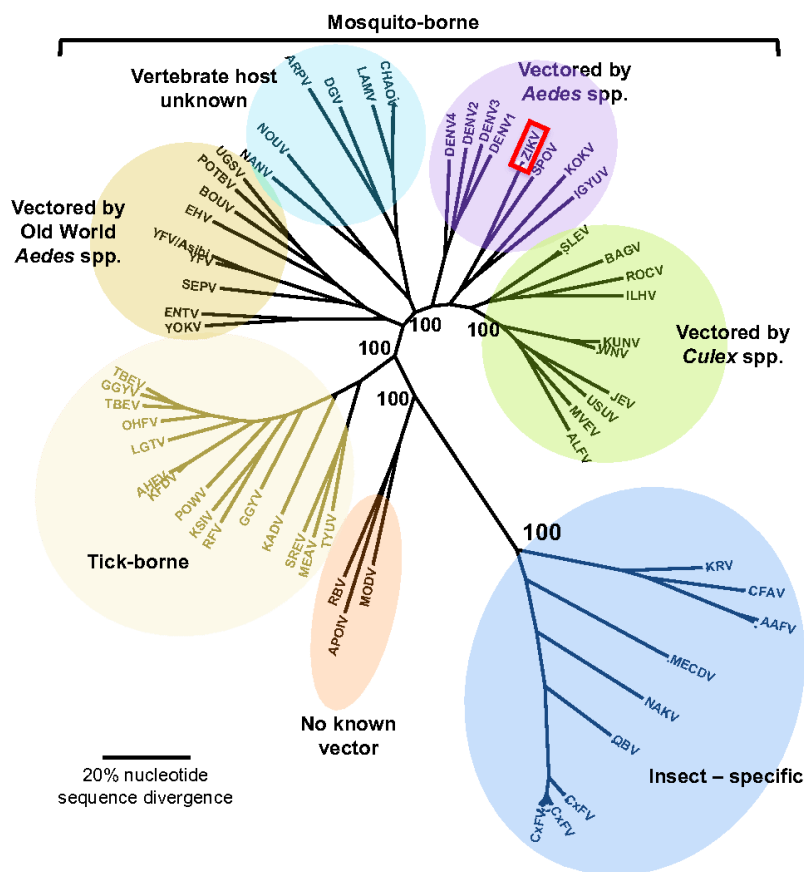 Mosquito-borne
Vertebrate host
unknown
ARPV
DGV
LAMV
CHAOV
NOUV
NANV
Vectored by
Aedes spp.
DENV4
DENV2
DENV3
DENV1
ZIKV
SPOV
KOKV
IGYUV
Vectored by
Old World
Aedes spp.
UGSV
POTBV
BOUV
EHV
YFV/Asibi
YFV
SEPV
ENTV
YOKV
SLEV
BAGV
ROCV
ILHV
KUNV
WNV
JEV
USUV
MVEV
ALFV
Vectored by
Culex spp.
100
100
100
100
100
TBEV
GGYV
TBEV
OHFV
LGTV
AHFV
KFDV
POWV
KSIV
RFV
GGYV
KADV
SREV
MEAV
TYUV
Tick-borne
RBV
APOIV
MODV
No known
vector
100
KRV
CFAV
AAFV
MECDV
NAKV
QBV
CxFV
CxFV
CxFV
Insect – specific
20% nucleotide
sequence divergence